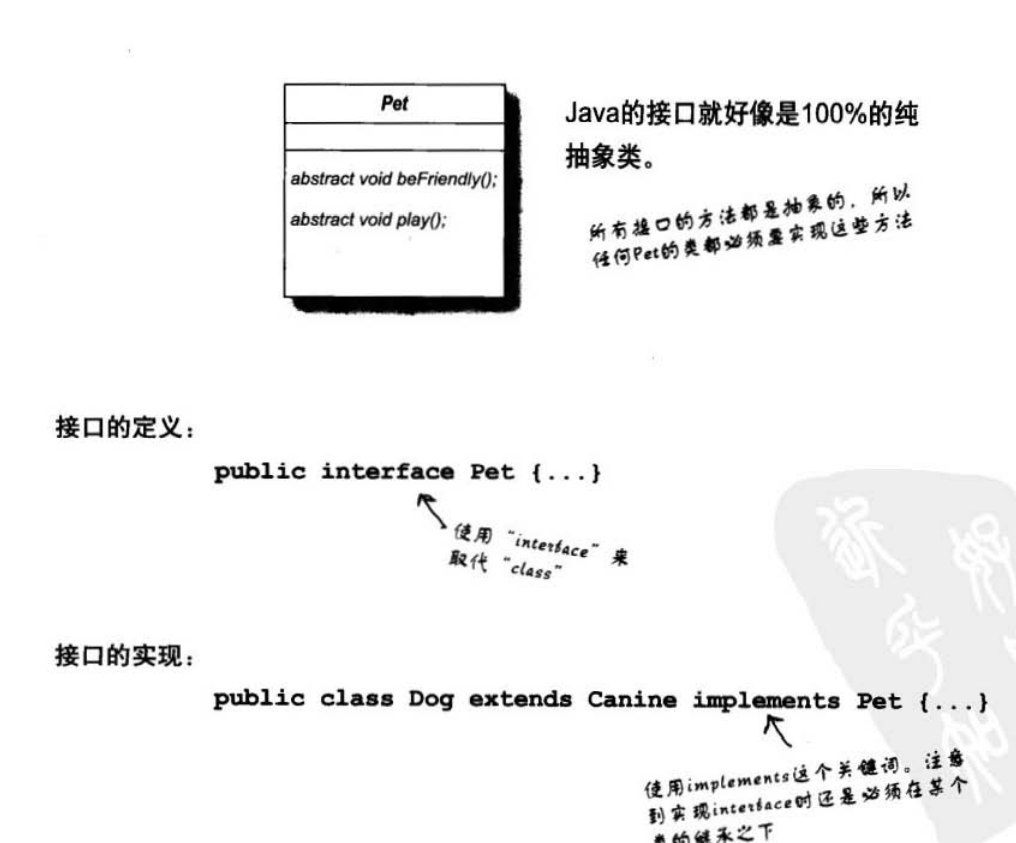 Pet
abstract void beFriendly();
abstract void play();
Java的接口就好像是100%的纯
抽象类。
所有接口的方法都是抽象的，所以
任何Pet的类都必须要实现这些方法
接口的定义：
public interface Pet {...}
使用 "interface" 来
取代 "class"
接口的实现：
public class Dog extends Canine implements Pet {...}
使用implements这个关键词。注意
到实现interface时还是必须在某个
类的继承之下